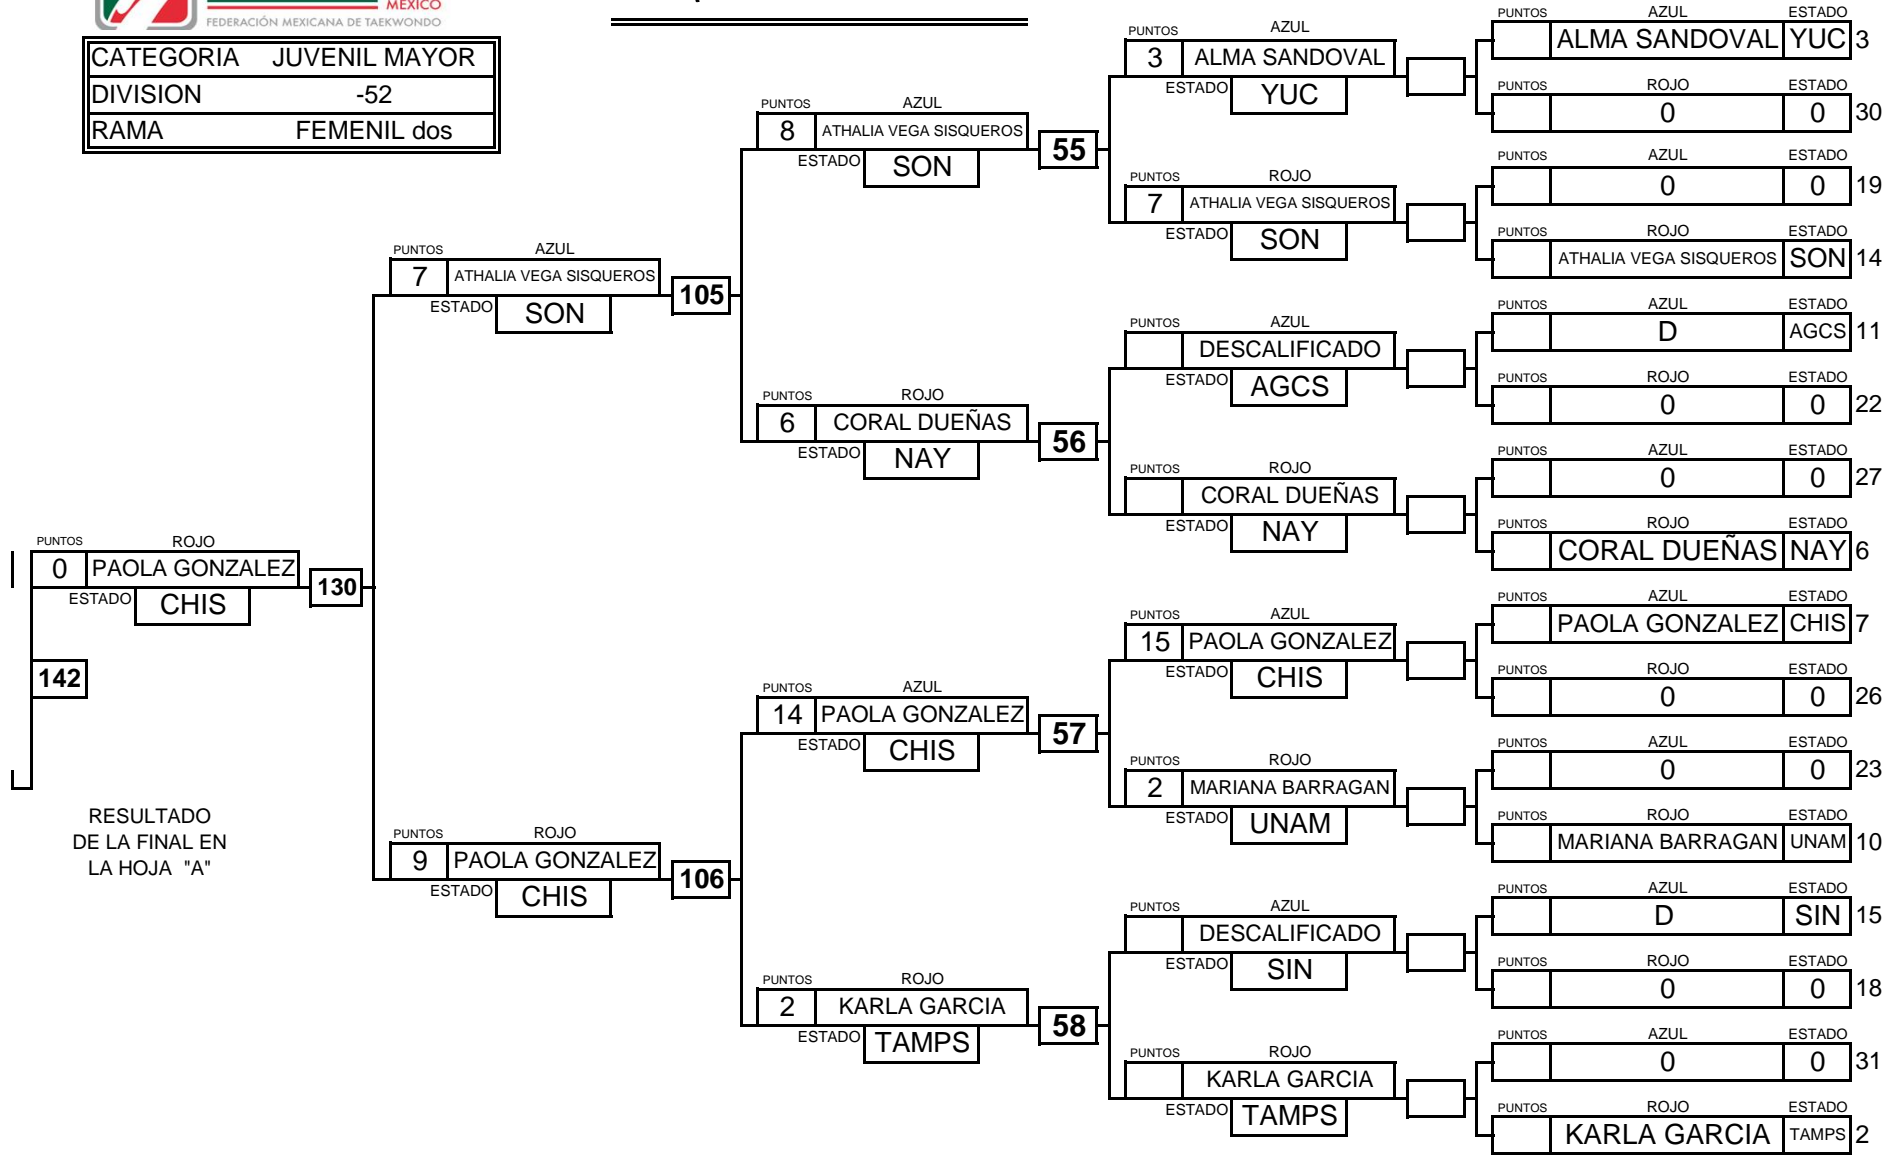 MEXICO
FEDERACIÓN MEXICANA DE TAEKWONDO
CATEGORIA JUVENIL MAYOR
DIVISION -52
RAMA FEMENIL dos
PUNTOS ROJO
0 PAOLA GONZALEZ
ESTADO CHIS
130
142
RESULTADO
DE LA FINAL EN
LA HOJA "A"
PUNTOS AZUL
7 ATHALIA VEGA SISQUEROS
ESTADO SON
105
PUNTOS ROJO
9 PAOLA GONZALEZ
ESTADO CHIS
106
PUNTOS AZUL
8 ATHALIA VEGA SISQUEROS
ESTADO SON
55
PUNTOS ROJO
6 CORAL DUEÑAS
ESTADO NAY
56
PUNTOS AZUL
14 PAOLA GONZALEZ
ESTADO CHIS
57
PUNTOS ROJO
2 KARLA GARCIA
ESTADO TAMPS
58
PUNTOS AZUL
3 ALMA SANDOVAL
ESTADO YUC
PUNTOS ROJO
7 ATHALIA VEGA SISQUEROS
ESTADO SON
PUNTOS AZUL
DESCALIFICADO
ESTADO AGCS
PUNTOS ROJO
CORAL DUEÑAS
ESTADO NAY
PUNTOS AZUL
15 PAOLA GONZALEZ
ESTADO CHIS
PUNTOS ROJO
2 MARIANA BARRAGAN
ESTADO UNAM
PUNTOS AZUL
DESCALIFICADO
ESTADO SIN
PUNTOS ROJO
KARLA GARCIA
ESTADO TAMPS
PUNTOS AZUL ESTADO
ALMA SANDOVAL YUC 3
PUNTOS ROJO ESTADO
0 0 30
PUNTOS AZUL ESTADO
0 0 19
PUNTOS ROJO ESTADO
ATHALIA VEGA SISQUEROS SON 14
PUNTOS AZUL ESTADO
D AGCS 11
PUNTOS ROJO ESTADO
0 0 22
PUNTOS AZUL ESTADO
0 0 27
PUNTOS ROJO ESTADO
CORAL DUEÑAS NAY 6
PUNTOS AZUL ESTADO
PAOLA GONZALEZ CHIS 7
PUNTOS ROJO ESTADO
0 0 26
PUNTOS AZUL ESTADO
0 0 23
PUNTOS ROJO ESTADO
MARIANA BARRAGAN UNAM 10
PUNTOS AZUL ESTADO
D SIN 15
PUNTOS ROJO ESTADO
0 0 18
PUNTOS AZUL ESTADO
0 0 31
PUNTOS ROJO ESTADO
KARLA GARCIA TAMPS 2